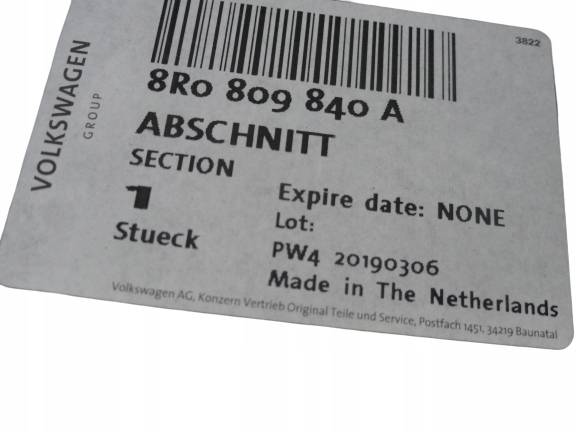 3822
8R0 809 840 A
ABSCHNITT
SECTION
1
Stueck
Expire date: NONE
Lot:
PW4 20190306
Made in The Netherlands
Volkswagen AG, Konzern Vertrieb Original Teile und Service, Postfach 1451, 34219 Baunatal
VOLKSWAGEN
GROUP